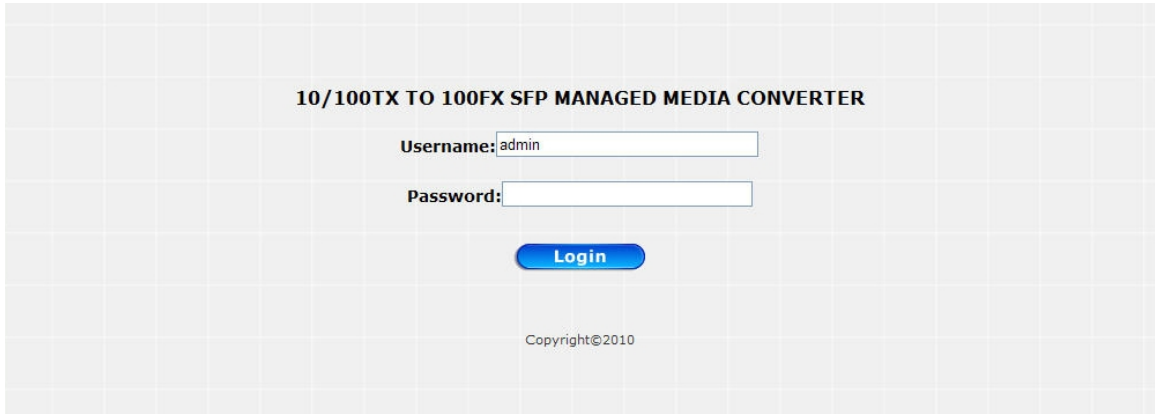 10/100TX TO 100FX SFP MANAGED MEDIA CONVERTER
Username: admin
Password:
Login
Copyright©2010